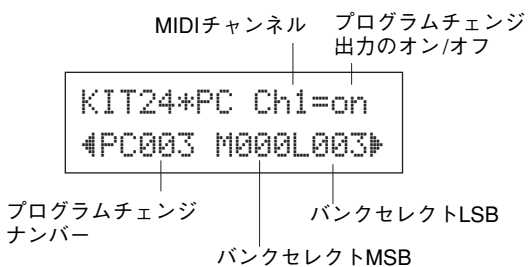 MIDIチャンネル
プログラムチェンジ
出力のオン/オフ
KIT24*PC Ch1=on
PC003 M000L003
プログラムチェンジ
ナンバー
バンクセレクトLSB
バンクセレクトMSB